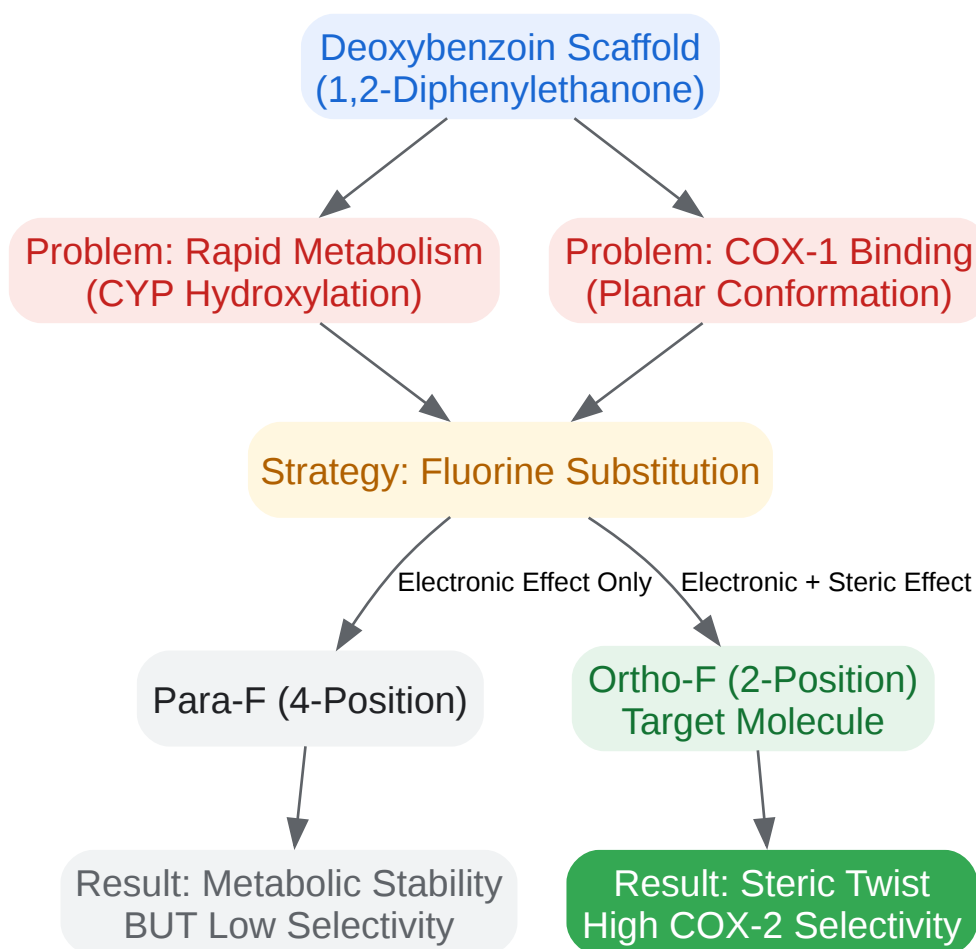 Deoxybenzoin Scaffold
(1,2-Diphenylethanone)
Problem: Rapid Metabolism
(CYP Hydroxylation)
Problem: COX-1 Binding
(Planar Conformation)
Strategy: Fluorine Substitution
Electronic Effect Only
Electronic + Steric Effect
Para-F (4-Position)
Ortho-F (2-Position)
Target Molecule
Result: Metabolic Stability
BUT Low Selectivity
Result: Steric Twist
High COX-2 Selectivity